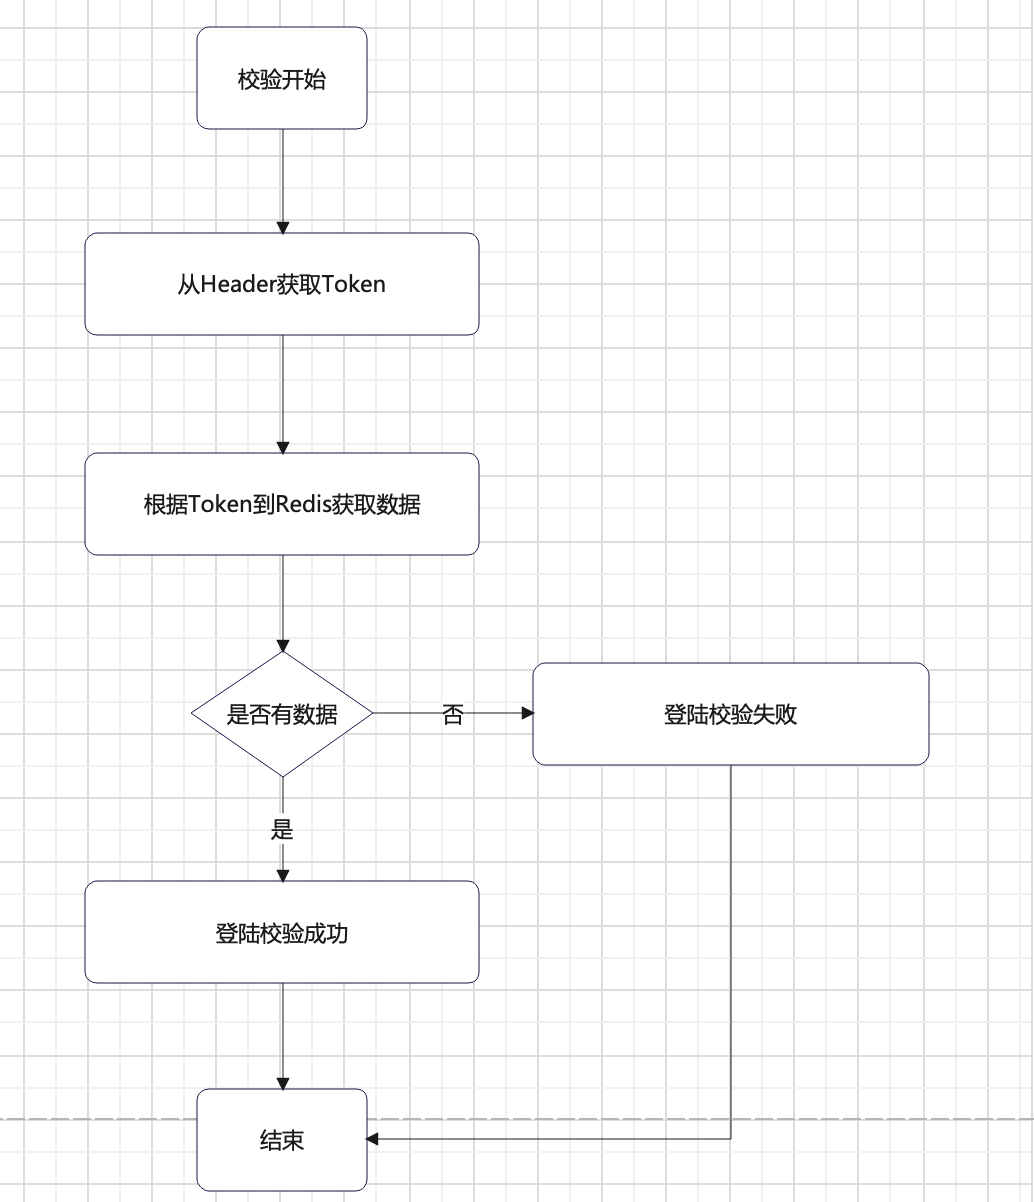 校验开始
从Header获取Token
根据Token到Redis获取数据
是否有数据
否
登陆校验失败
是
登陆校验成功
结束